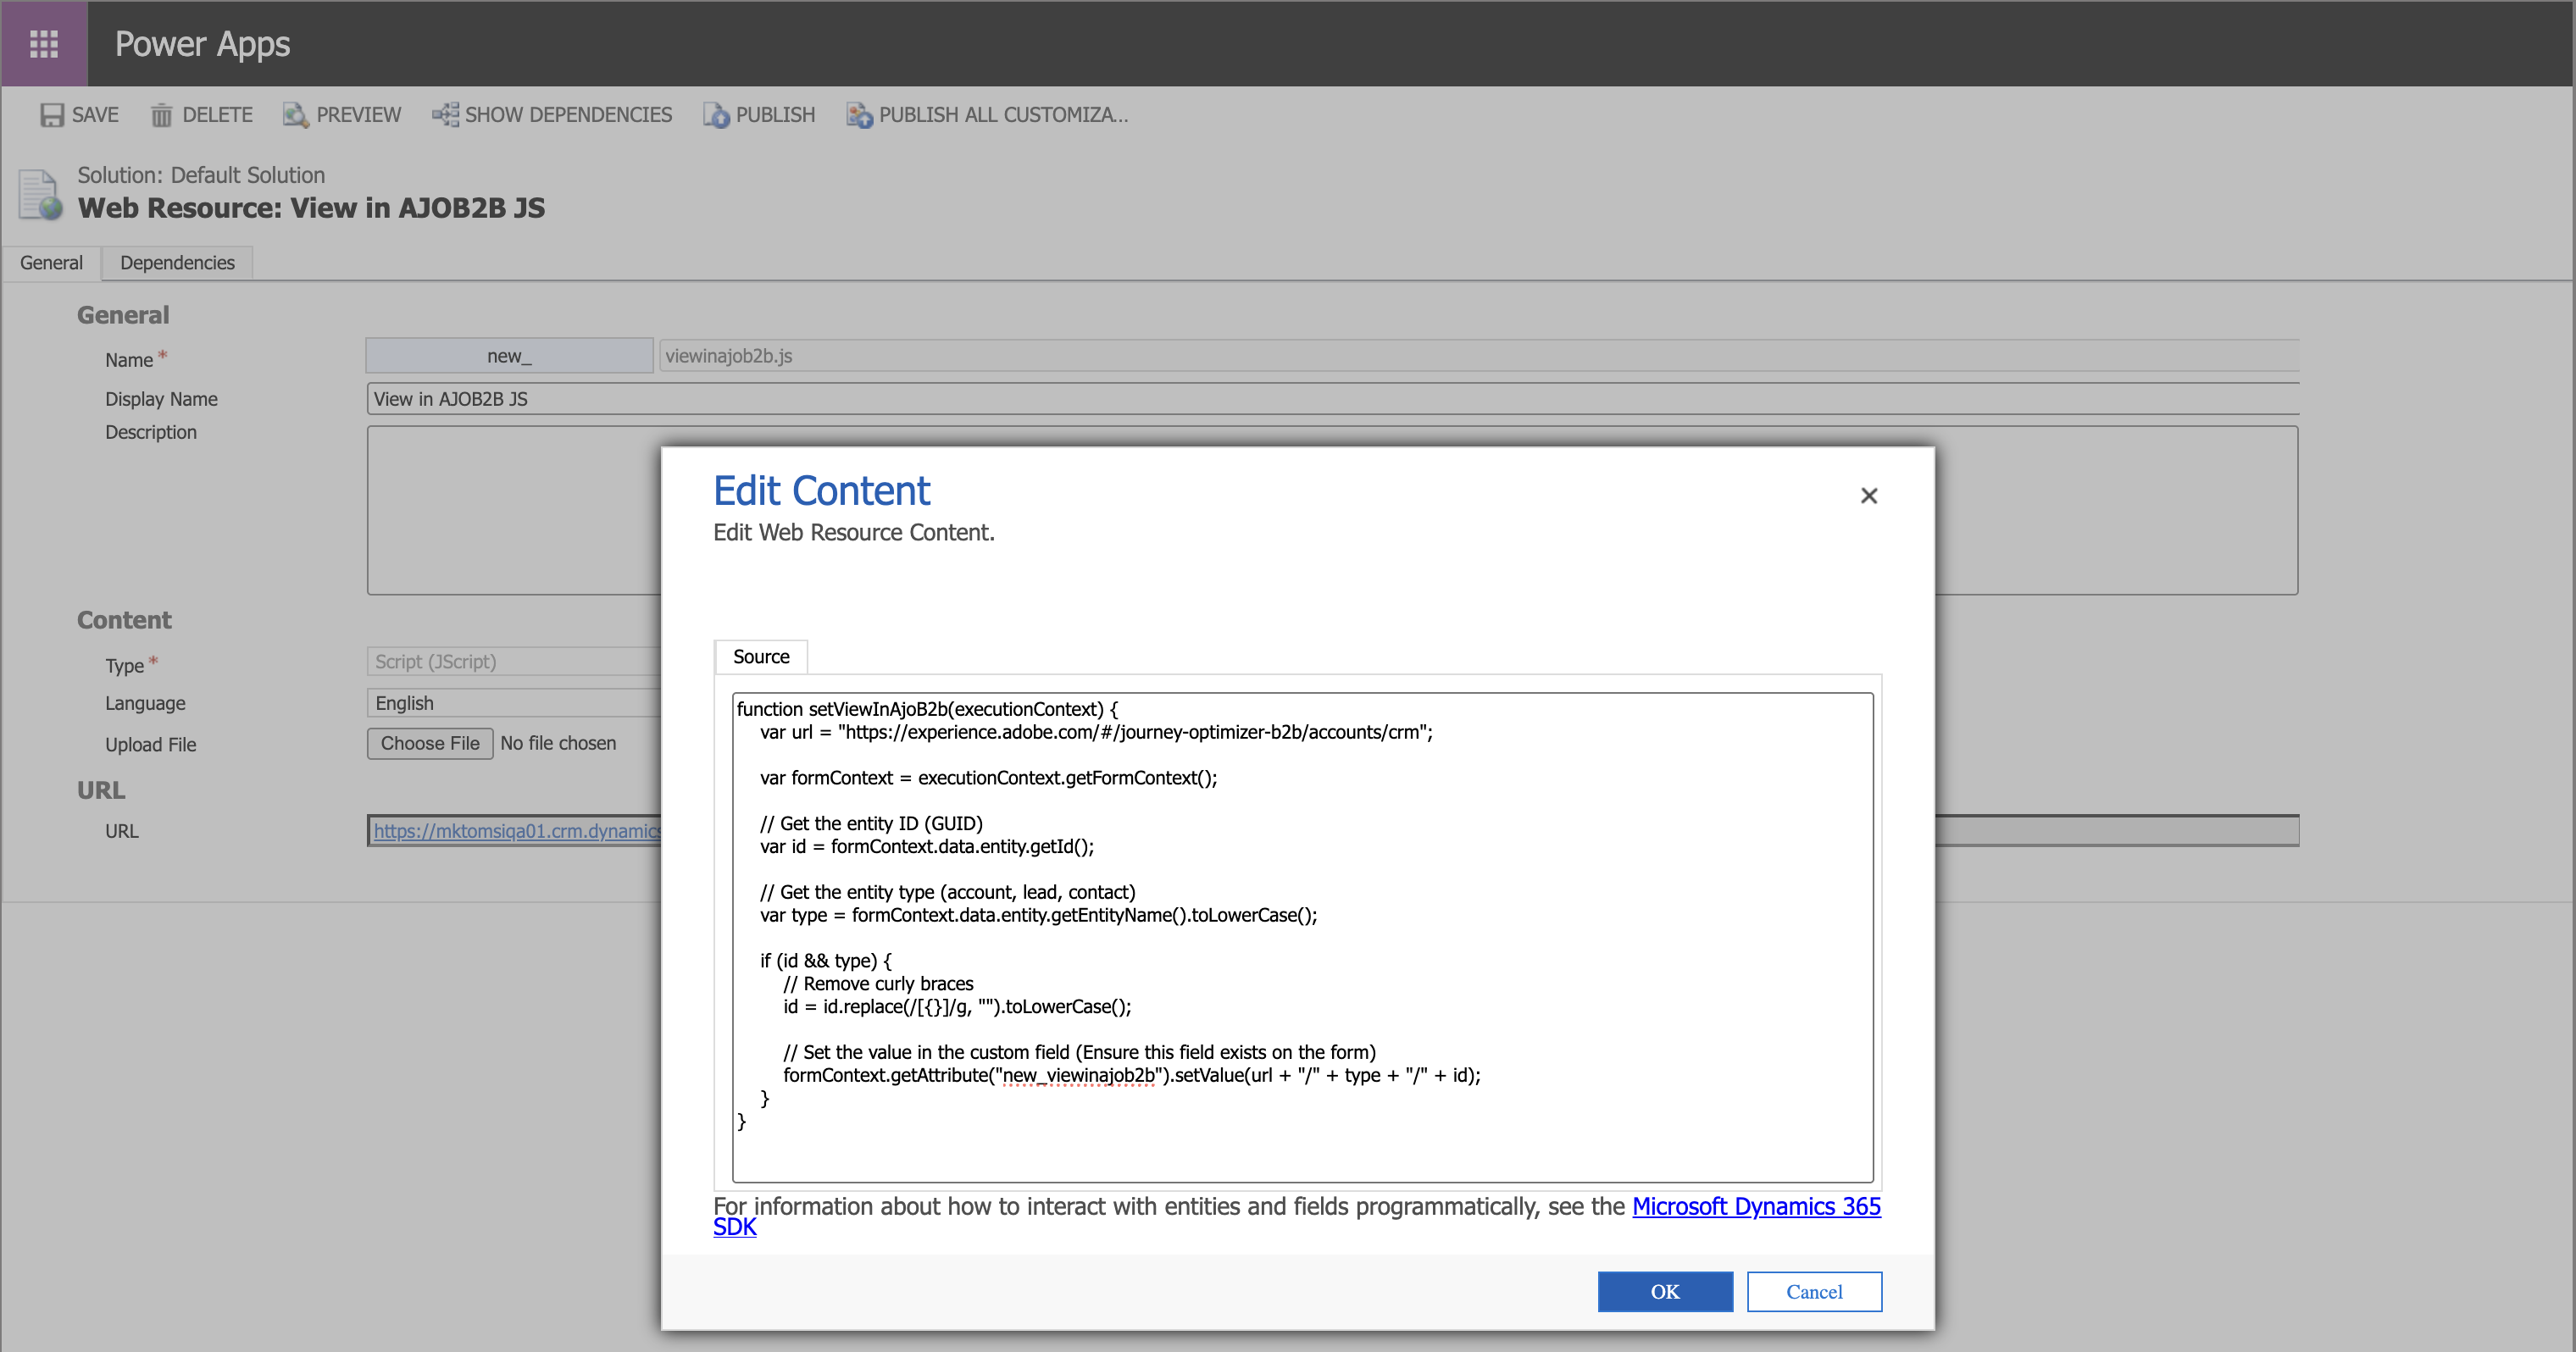 Power Apps
SAVE DELETE PREVIEW SHOW DEPENDENCIES PUBLISH PUBLISH ALL CUSTOMIZA...
Solution: Default Solution
Web Resource: View in AJOB2B JS
General Dependencies
General
Name * new_ viewinajob2b.js
Display Name View in AJOB2B JS
Description
Content
Type * Script (JScript)
Language English
Upload File Choose File No file chosen
URL
URL https://mktomsiqa01.crm.dynamics
Edit Content
Edit Web Resource Content.
Source
function setViewInAjoB2b(executionContext) {
var url = "https://experience.adobe.com/#/journey-optimizer-b2b/accounts/crm";
var formContext = executionContext.getFormContext();
// Get the entity ID (GUID)
var id = formContext.data.entity.getId();
// Get the entity type (account, lead, contact)
var type = formContext.data.entity.getEntityName().toLowerCase();
if (id && type) {
// Remove curly braces
id = id.replace(/[{}]/g, "").toLowerCase();
// Set the value in the custom field (Ensure this field exists on the form)
formContext.getAttribute("new_viewinajob2b").setValue(url + "/" + type + "/" + id);
}
}
For information about how to interact with entities and fields programmatically, see the Microsoft Dynamics 365
SDK
OK Cancel